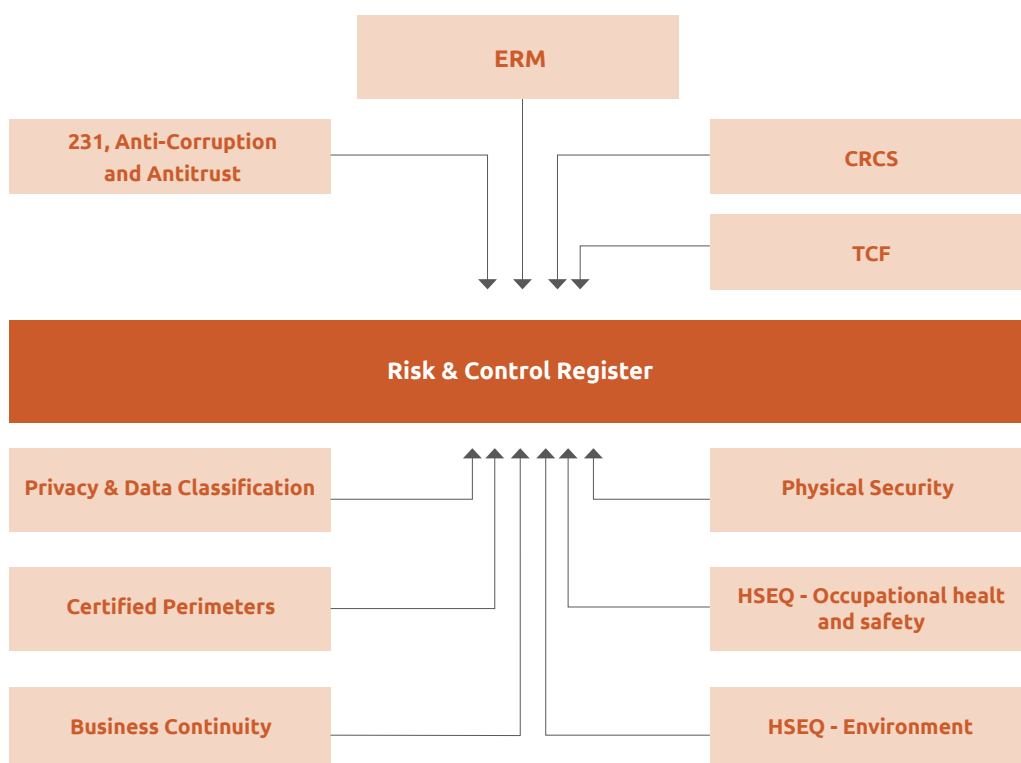 ERM
231, Anti-Corruption
and Antitrust
CRCS
TCF
Risk & Control Register
Privacy & Data Classification
Physical Security
Certified Perimeters
HSEQ - Occupational healt
and safety
Business Continuity
HSEQ - Environment